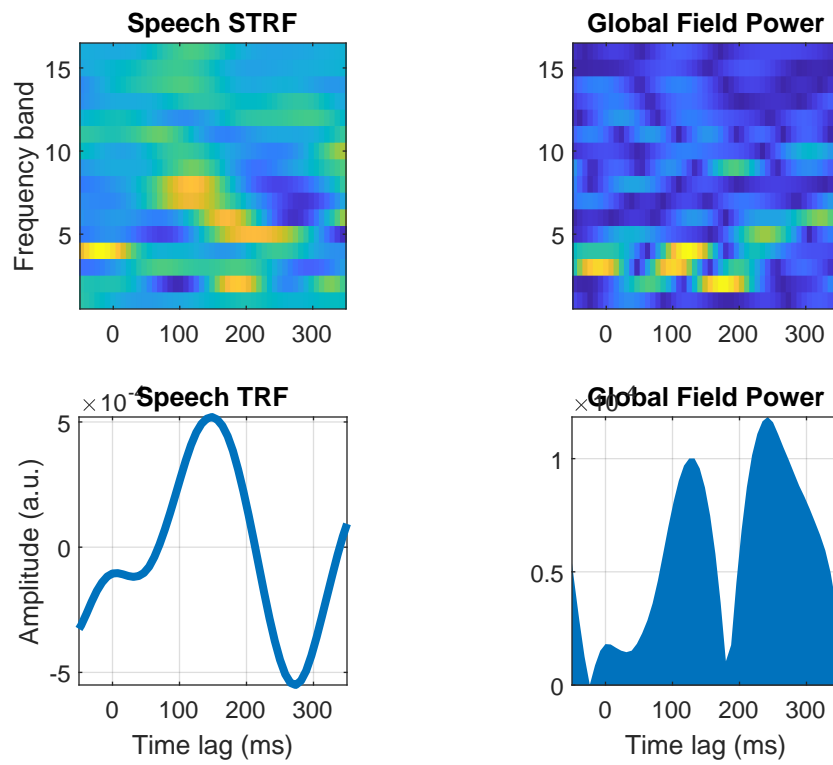 Speech STRF
Global Field Power
Frequency band
15
10
5
0 100 200 300
15
10
5
0 100 200 300
Speech TRF
× 10⁻⁴
Amplitude (a.u.)
5
0
-5
0 100 200 300
Time lag (ms)
Global Field Power
1
0.5
0
0 100 200 300
Time lag (ms)